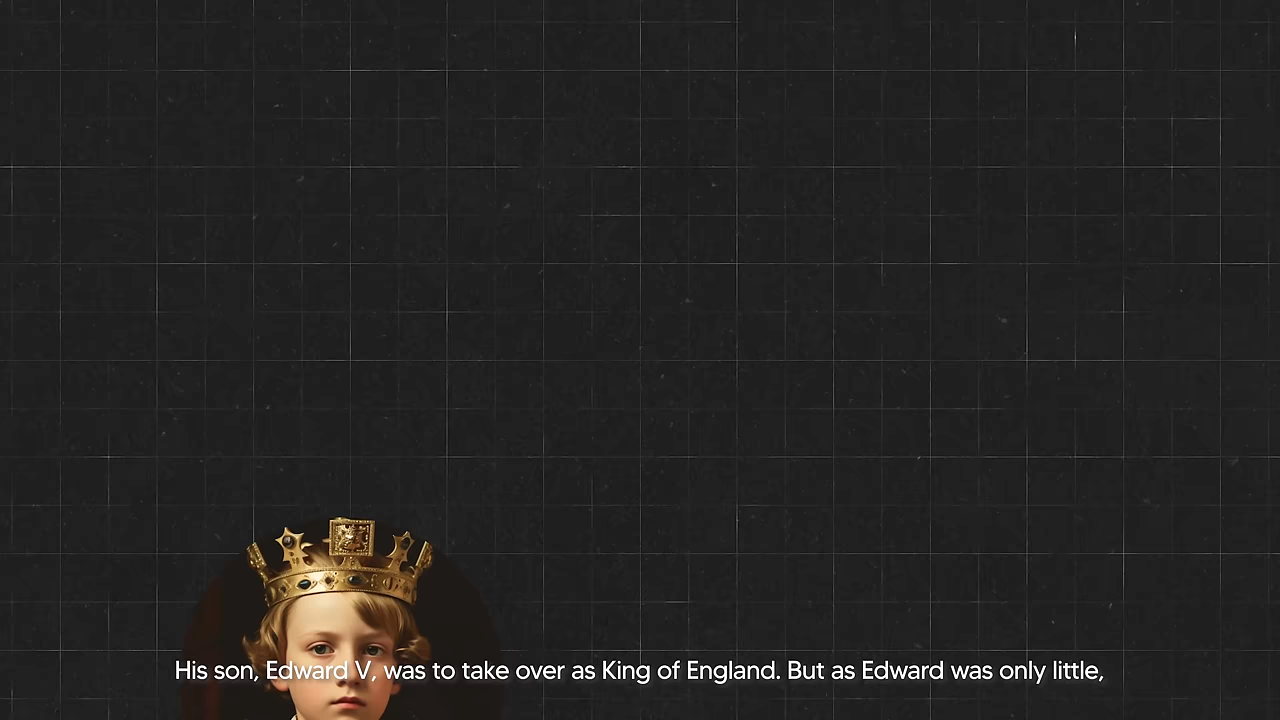 His son, Edward V, was to take over as King of England. But as Edward was only little,